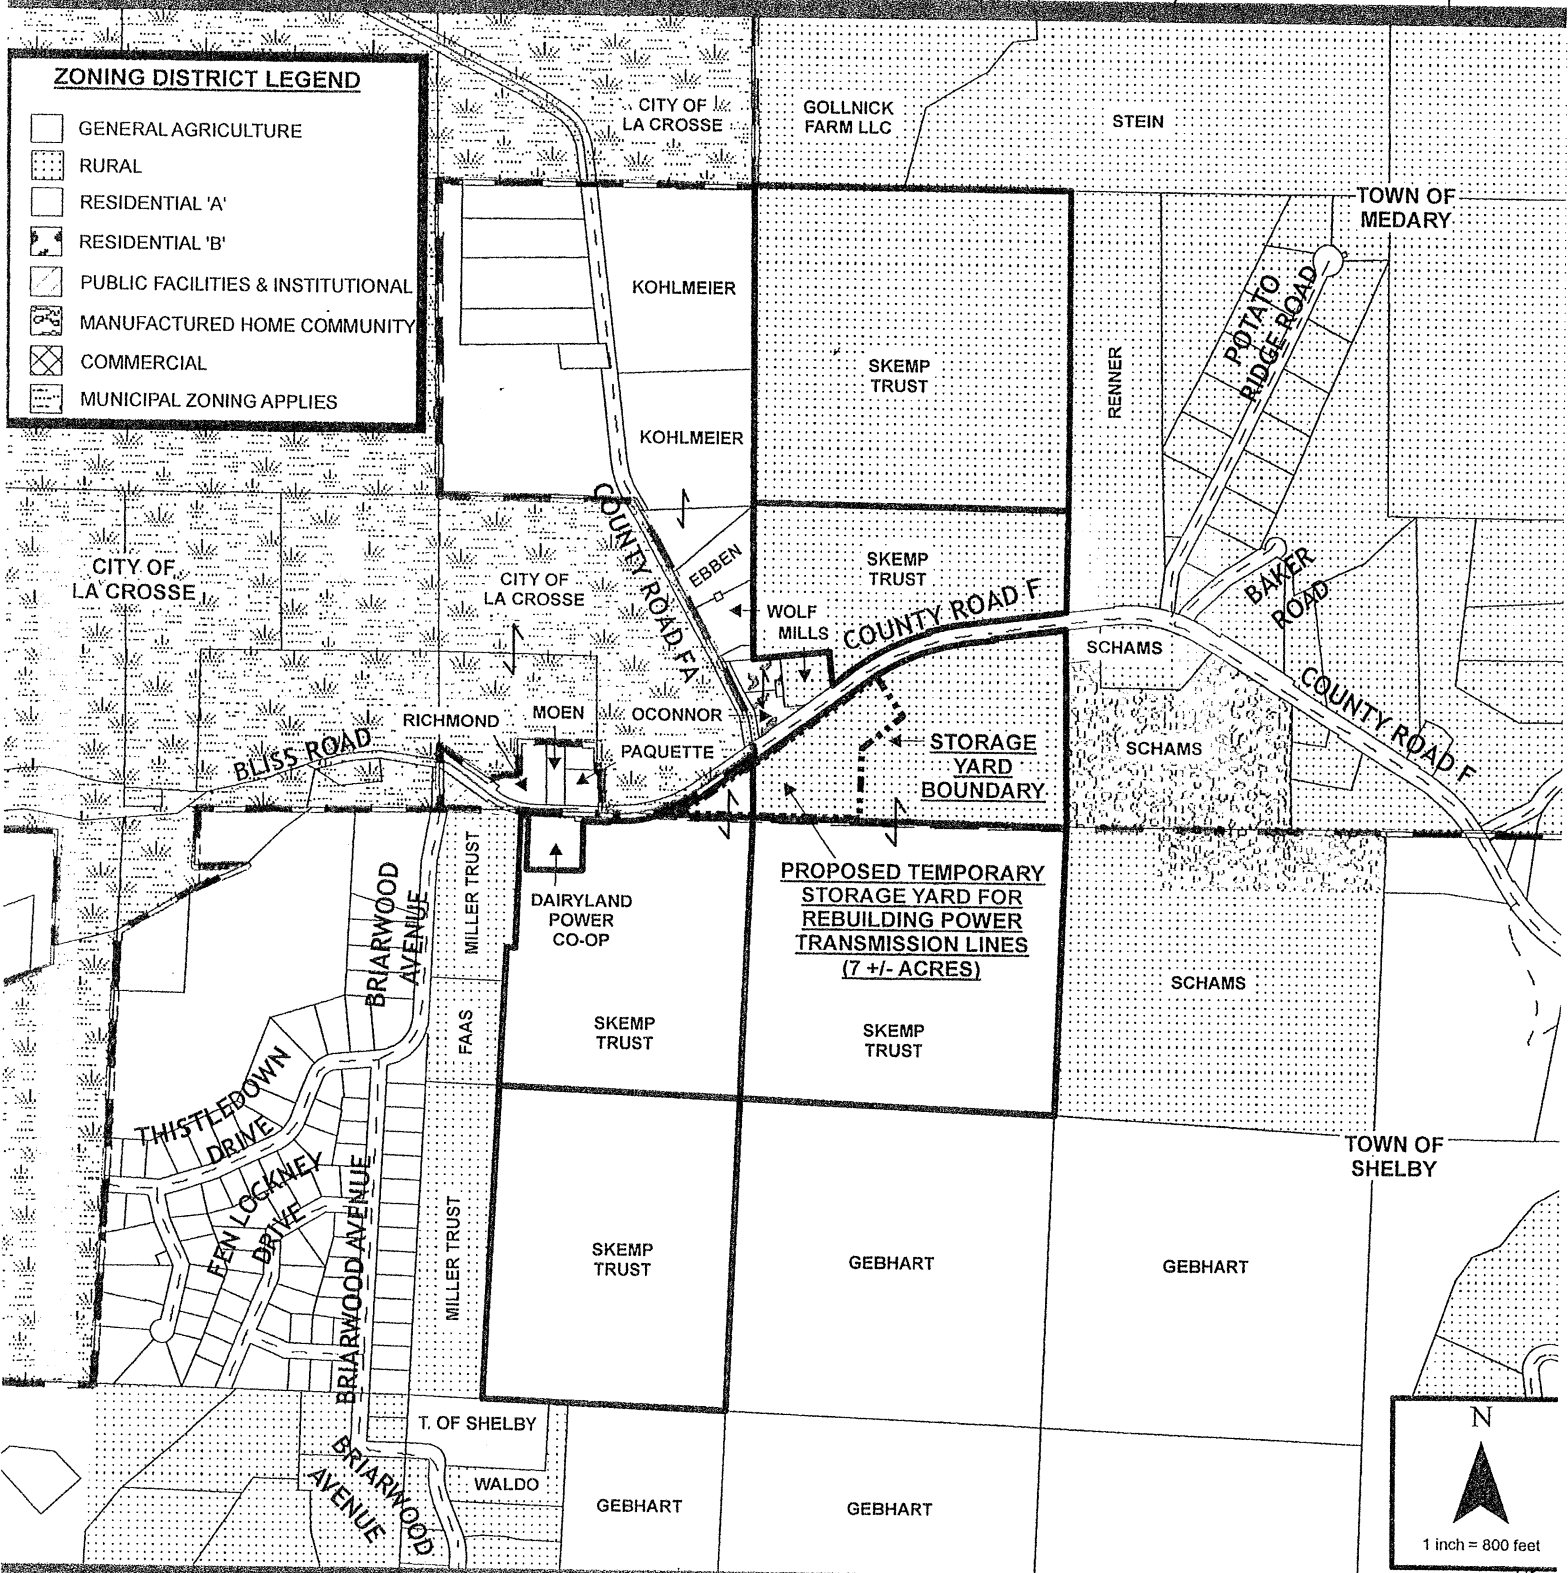 ZONING DISTRICT LEGEND
GENERAL AGRICULTURE
RURAL
RESIDENTIAL 'A'
RESIDENTIAL 'B'
PUBLIC FACILITIES & INSTITUTIONAL
MANUFACTURED HOME COMMUNITY
COMMERCIAL
MUNICIPAL ZONING APPLIES
CITY OF
LA CROSSE
GOLLNICK
FARM LLC
STEIN
TOWN OF
MEDARY
KOHLMEIER
SKEMP
TRUST
RENNER
POTATO
RIDGE ROAD
KOHLMEIER
COUNTY ROAD FA
CITY OF
LA CROSSE
CITY OF
LA CROSSE
EBBEN
SKEMP
TRUST
BAKER
ROAD
WOLF
MILLS
COUNTY ROAD F
SCHAMS
COUNTY ROAD F
RICHMOND
MOEN
OCONNOR
PAQUETTE
BLISS ROAD
STORAGE
YARD
BOUNDARY
SCHAMS
MILLER TRUST
BRIARWOOD
AVENUE
DAIRYLAND
POWER
CO-OP
PROPOSED TEMPORARY
STORAGE YARD FOR
REBUILDING POWER
TRANSMISSION LINES
(7 +/- ACRES)
SCHAMS
FAAS
SKEMP
TRUST
SKEMP
TRUST
THISTLEDOWN
DRIVE
FEN LOCKNEY
DRIVE
BRIARWOOD AVENUE
TOWN OF
SHELBY
MILLER TRUST
SKEMP
TRUST
GEBHART
GEBHART
T. OF SHELBY
BRIARWOOD
AVENUE
WALDO
GEBHART
GEBHART
N
1 inch = 800 feet